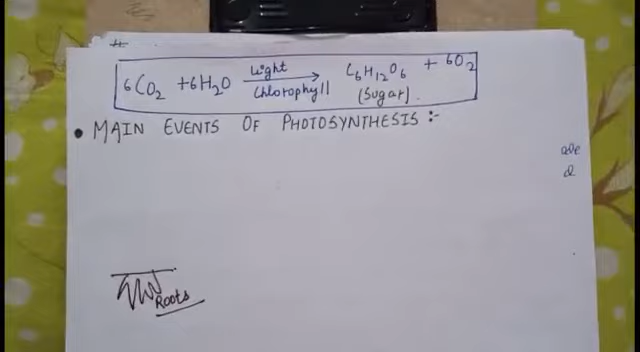 6CO₂ + 6H₂O Light Chlorophyll → C₆H₁₂O₆ (Sugar) + 6O₂
• MAIN EVENTS OF PHOTOSYNTHESIS :-
Roots